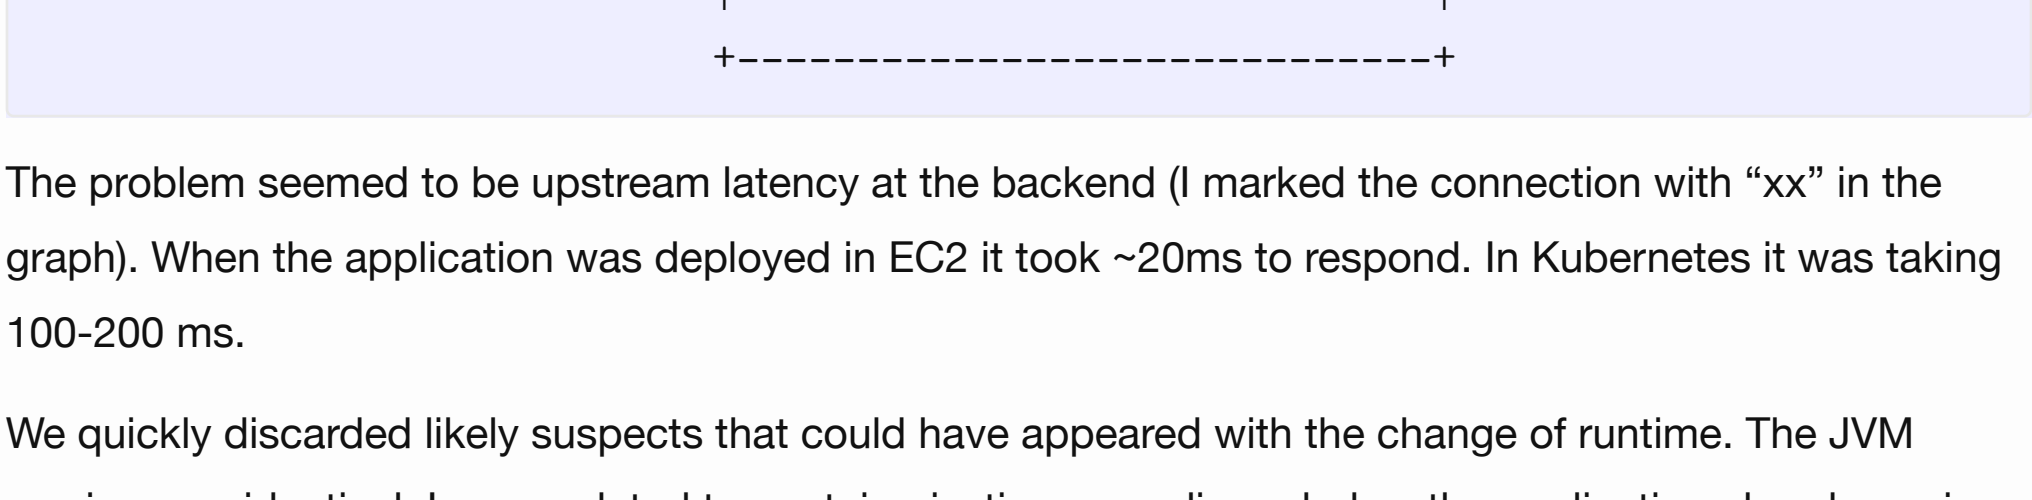 +-----------------------------+
The problem seemed to be upstream latency at the backend (I marked the connection with “xx” in the
graph). When the application was deployed in EC2 it took ~20ms to respond. In Kubernetes it was taking
100-200 ms.
We quickly discarded likely suspects that could have appeared with the change of runtime. The JVM